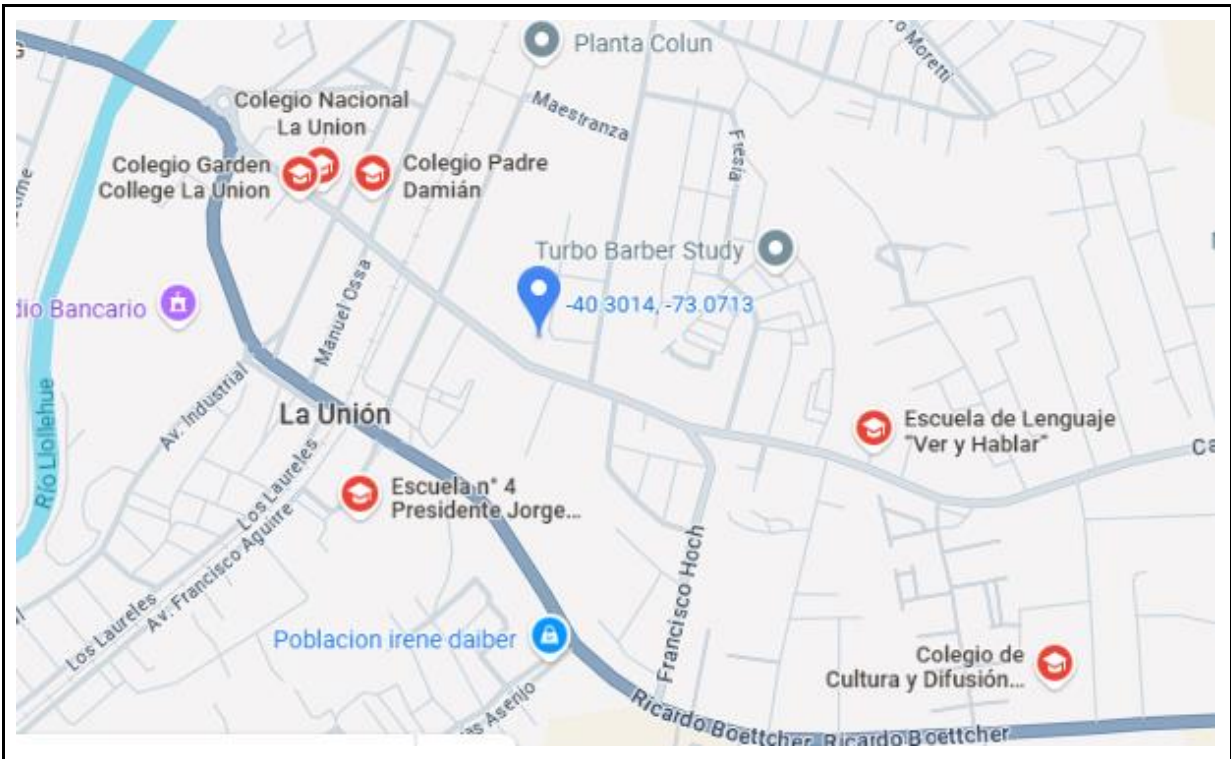 Planta Colun
Moretti
Colegio Nacional
La Union
Maestranza
Colegio Garden
College La Union
Colegio Padre
Damián
Fresia
Turbo Barber Study
-40.3014, -73.0713
dio Bancario
Manuel Ossa
Av. Industrial
La Unión
Río Llollehue
Escuela de Lenguaje
"Ver y Hablar"
Ca
Los Laureles
Escuela n° 4
Presidente Jorge...
Av. Francisco Aguirre
Los Laureles
Francisco Hoch
Poblacion irene daiber
Colegio de
Cultura y Difusión...
as Asenjo
Ricardo Boettcher
Ricardo Boettcher